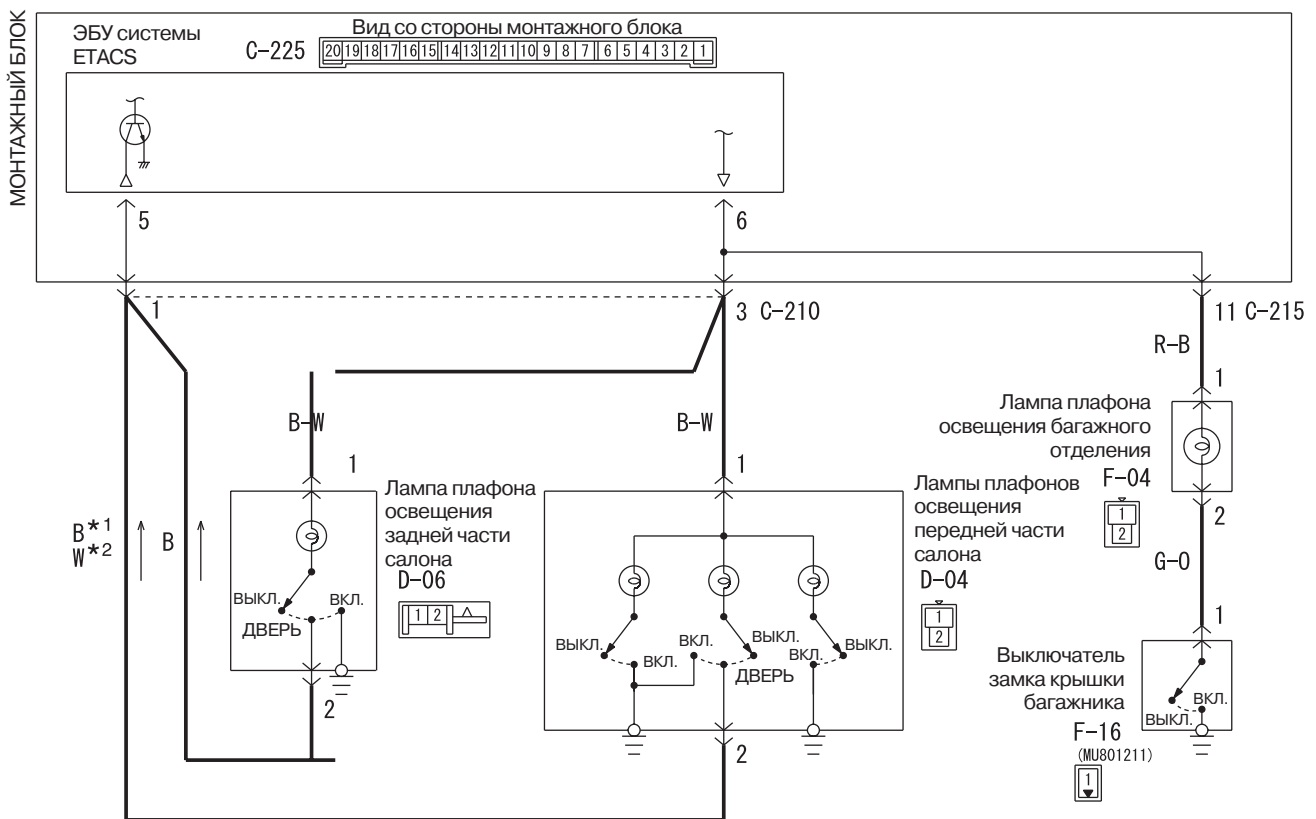 МОНТАЖНЫЙ БЛОК
ЭБУ системы
ETACS
C-225
Вид со стороны монтажного блока
20 19 18 17 16 15 14 13 12 11 10 9 8 7 6 5 4 3 2 1
5
6
1
3 C-210
11 C-215
R-B
1
B-W
B-W
1
1
Лампа плафона
освещения багажного
отделения
F-04
1
2
2
Лампа плафона
освещения
задней части
салона
D-06
1 2
Лампы плафонов
освещения
передней части
салона
D-04
1
2
B*1
W*2
B
G-O
ВЫКЛ.
ВКЛ.
ДВЕРЬ
2
ВЫКЛ.
ВКЛ.
ВКЛ.
ВЫКЛ.
ДВЕРЬ
ВКЛ.
ВЫКЛ.
2
1
Выключатель
замка крышки
багажника
F-16
(MU801211)
1
ВЫКЛ.
ВКЛ.